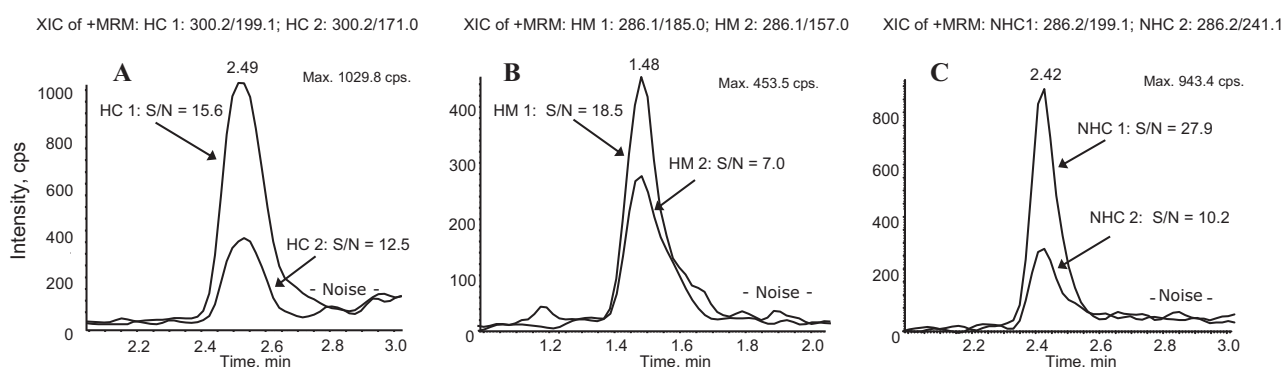 XIC of +MRM: HC 1: 300.2/199.1; HC 2: 300.2/171.0
A
2.49
Max. 1029.8 cps.
HC 1: S/N = 15.6
HC 2: S/N = 12.5
- Noise -
Intensity, cps
1000
800
600
400
200
0
2.2 2.4 2.6 2.8 3.0
Time, min
XIC of +MRM: HM 1: 286.1/185.0; HM 2: 286.1/157.0
B
1.48
Max. 453.5 cps.
HM 1: S/N = 18.5
HM 2: S/N = 7.0
- Noise -
400
300
200
100
0
1.2 1.4 1.6 1.8 2.0
Time, min
XIC of +MRM: NHC1: 286.2/199.1; NHC 2: 286.2/241.1
C
2.42
Max. 943.4 cps.
NHC 1: S/N = 27.9
NHC 2: S/N = 10.2
- Noise -
800
600
400
200
0
2.2 2.4 2.6 2.8 3.0
Time, min